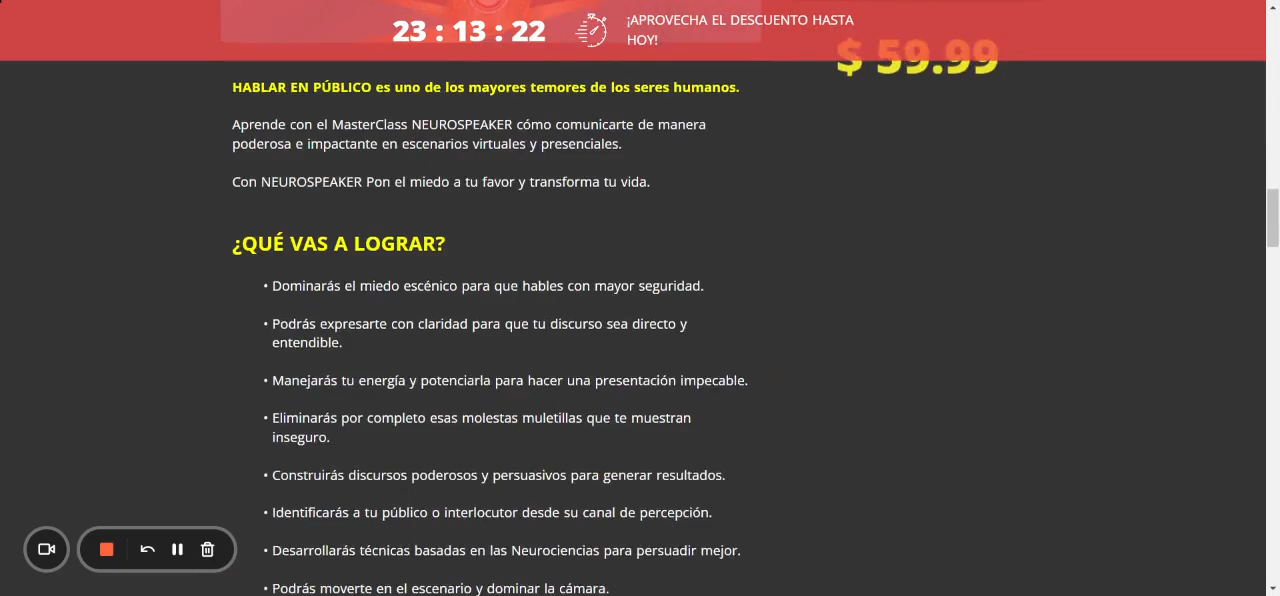 23 : 13 : 22
¡APROVECHA EL DESCUENTO HASTA
HOY!
$ 59.99
HABLAR EN PÚBLICO es uno de los mayores temores de los seres humanos.
Aprende con el MasterClass NEUROSPEAKER cómo comunicarte de manera
poderosa e impactante en escenarios virtuales y presenciales.
Con NEUROSPEAKER Pon el miedo a tu favor y transforma tu vida.
¿QUÉ VAS A LOGRAR?
• Dominarás el miedo escénico para que hables con mayor seguridad.
• Podrás expresarte con claridad para que tu discurso sea directo y
entendible.
• Manejarás tu energía y potenciarla para hacer una presentación impecable.
• Eliminarás por completo esas molestas muletillas que te muestran
inseguro.
• Construirás discursos poderosos y persuasivos para generar resultados.
• Identificarás a tu público o interlocutor desde su canal de percepción.
• Desarrollarás técnicas basadas en las Neurociencias para persuadir mejor.
• Podrás moverte en el escenario y dominar la cámara.